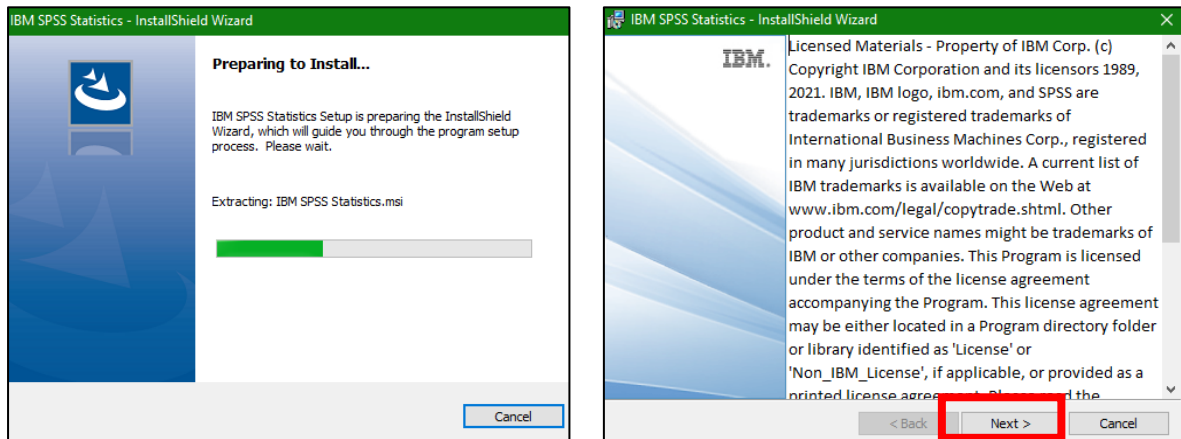 IBM SPSS Statistics - InstallShield Wizard
Preparing to Install...
IBM SPSS Statistics Setup is preparing the InstallShield
Wizard, which will guide you through the program setup
process. Please wait.
Extracting: IBM SPSS Statistics.msi
Cancel
IBM SPSS Statistics - InstallShield Wizard
IBM.
Licensed Materials - Property of IBM Corp. (c)
Copyright IBM Corporation and its licensors 1989,
2021. IBM, IBM logo, ibm.com, and SPSS are
trademarks or registered trademarks of
International Business Machines Corp., registered
in many jurisdictions worldwide. A current list of
IBM trademarks is available on the Web at
www.ibm.com/legal/copytrade.shtml. Other
product and service names might be trademarks of
IBM or other companies. This Program is licensed
under the terms of the license agreement
accompanying the Program. This license agreement
may be either located in a Program directory folder
or library identified as 'License' or
'Non_IBM_License', if applicable, or provided as a
printed license agreement. Please read the
< Back
Next >
Cancel